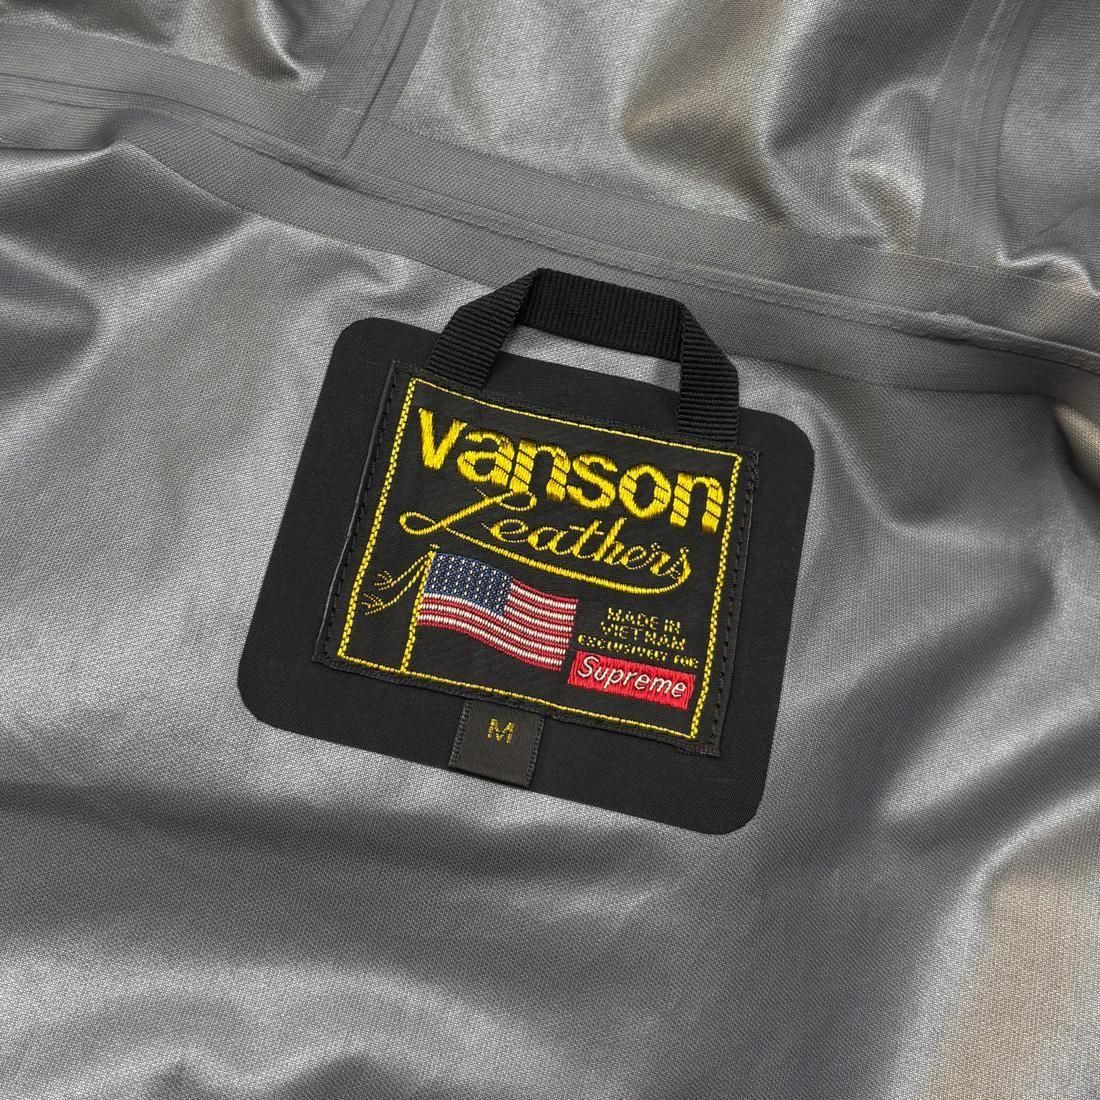 Vanson
Leathers
MADE IN
VIETNAM
EXCLUSIVELY FOR
Supreme
M